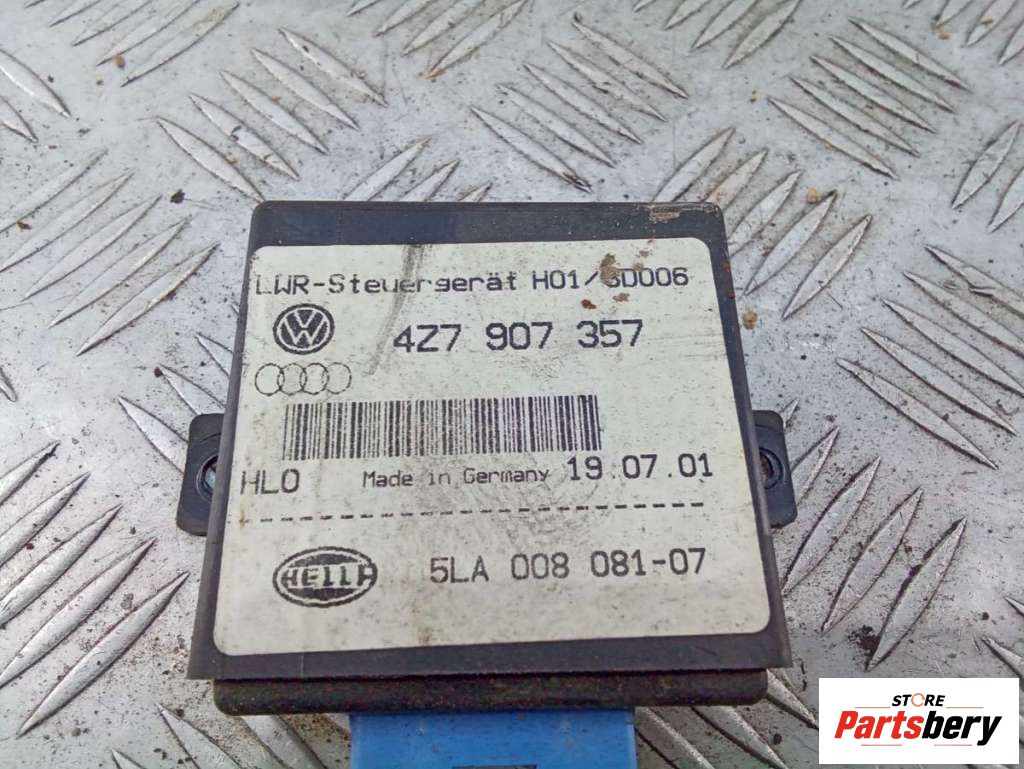 LWR-Steuergerät H01/SD006
4Z7 907 357
HLO Made in Germany 19.07.01
HELLA 5LA 008 081-07
STORE
Partsbery